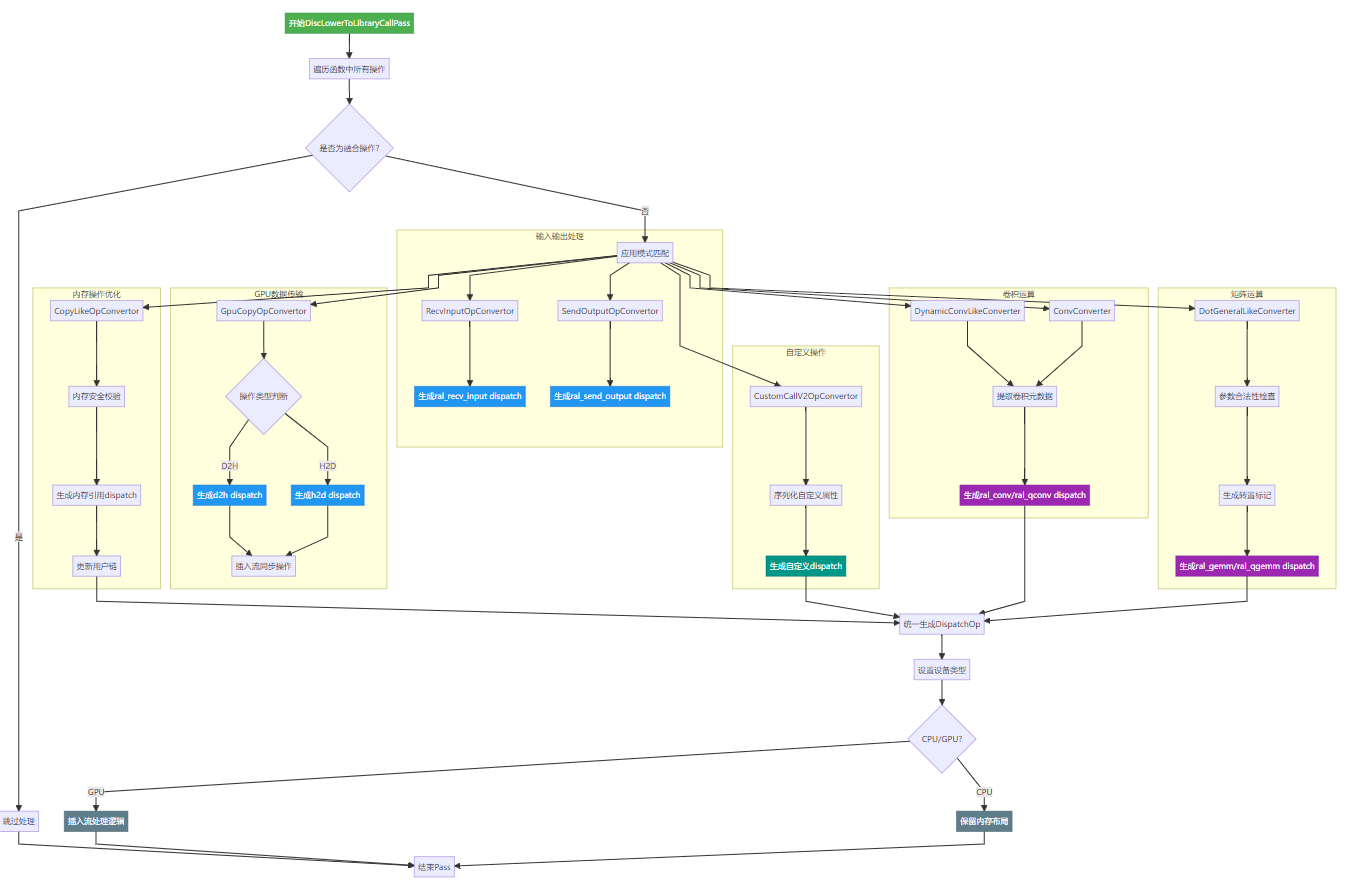 开始DiscLowerToLibraryCallPass
遍历函数中所有操作
是否为融合操作?
否
输入输出处理
应用模式匹配
内存操作优化
GPU数据传输
卷积运算
矩阵运算
CopyLikeOpConvertor
GpuCopyOpConvertor
RecvInputOpConvertor
SendOutputOpConvertor
DynamicConvLikeConverter
ConvConverter
DotGeneralLikeConverter
自定义操作
内存安全校验
操作类型判断
生成ral_recv_input dispatch
生成ral_send_output dispatch
CustomCallV2OpConvertor
提取卷积元数据
参数合法性检查
D2H
H2D
生成内存引用dispatch
生成d2h dispatch
生成h2d dispatch
序列化自定义属性
生成ral_conv/ral_qconv dispatch
生成转置标记
是
更新用户链
插入流同步操作
生成自定义dispatch
生成ral_gemm/ral_qgemm dispatch
统一生成DispatchOp
设置设备类型
CPU/GPU?
GPU
CPU
跳过处理
插入流处理逻辑
保留内存布局
结束Pass